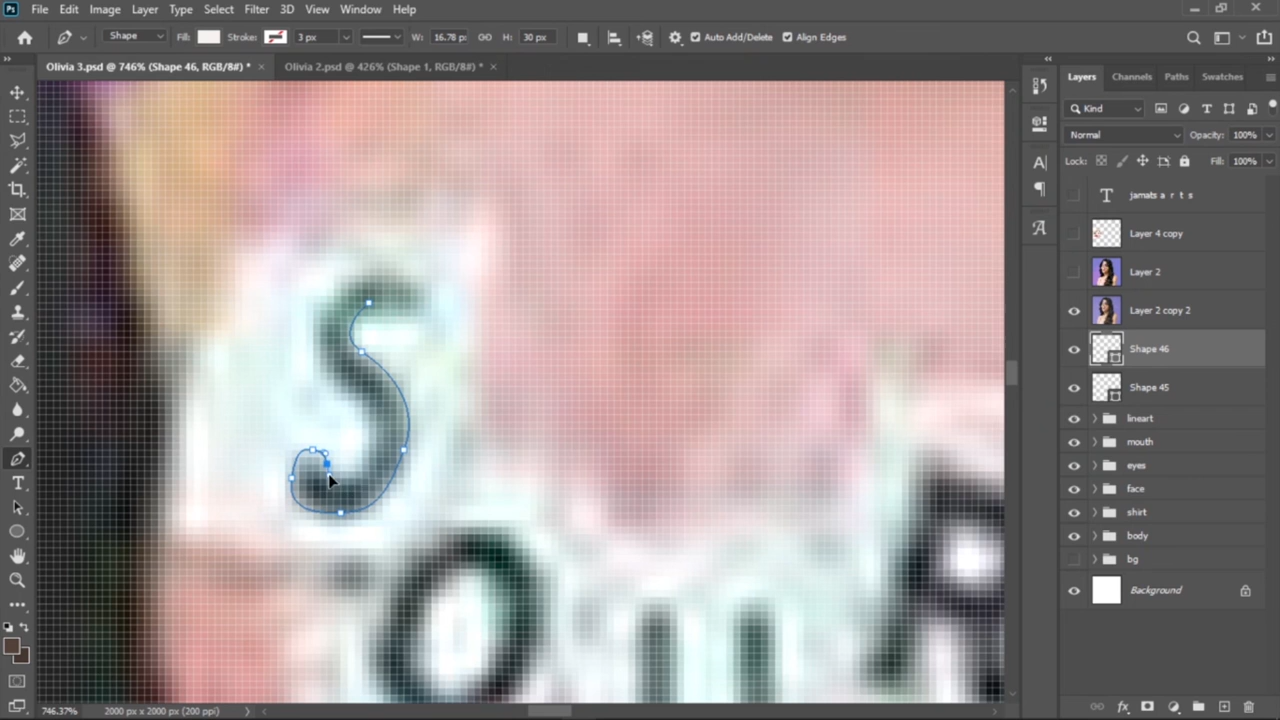 Ps File Edit Image Layer Type Select Filter 3D View Window Help
Shape Fill: Stroke: 3 px W: 16.78 p H: 30 px Auto Add/Delete Align Edges
Olivia 3.psd @ 746% (Shape 46, RGB/8#) * × Olivia 2.psd @ 426% (Shape 1, RGB/8#) * ×
Layers Channels Paths Swatches
Kind
Normal Opacity: 100%
Lock: Fill: 100%
jamats a r t s
Layer 4 copy
Layer 2
Layer 2 copy 2
Shape 46
Shape 45
lineart
mouth
eyes
face
shirt
body
bg
Background
S
746.37% 2000 px x 2000 px (200 ppi)